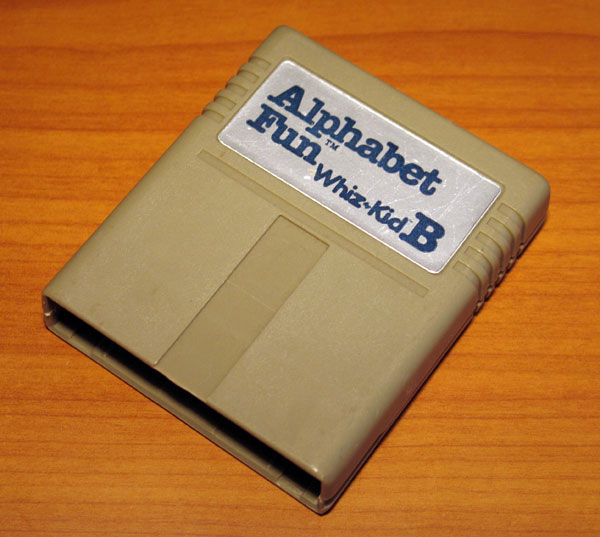 Alphabet
Fun™
Whiz•Kid B